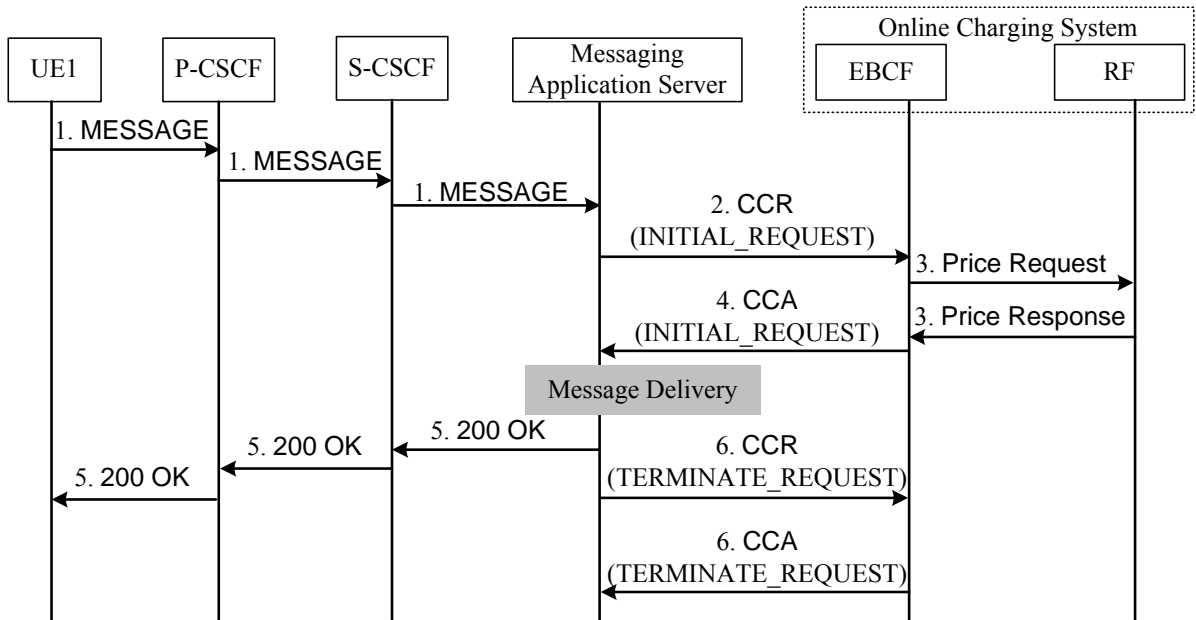 Online Charging System
UE1
P-CSCF
S-CSCF
Messaging
Application Server
EBCF
RF
1. MESSAGE
1. MESSAGE
1. MESSAGE
2. CCR
(INITIAL_REQUEST)
3. Price Request
4. CCA
(INITIAL_REQUEST)
3. Price Response
Message Delivery
5. 200 OK
5. 200 OK
5. 200 OK
6. CCR
(TERMINATE_REQUEST)
6. CCA
(TERMINATE_REQUEST)